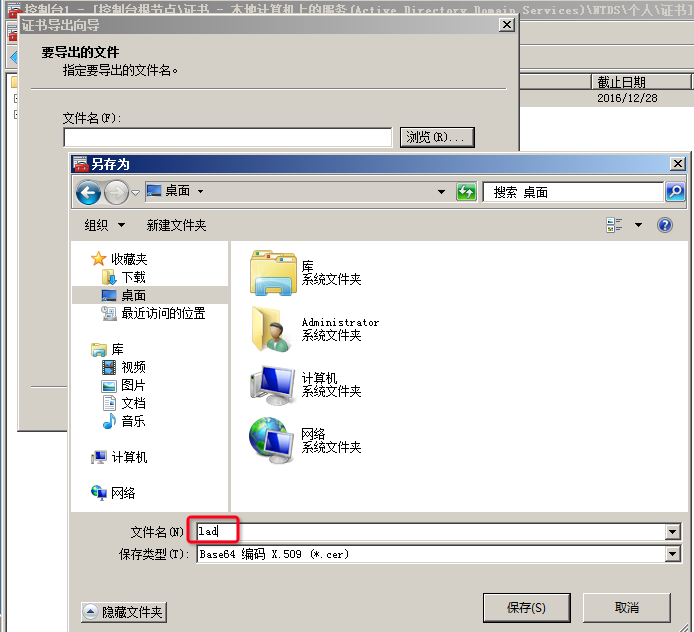 控制台1 - [控制台根节点\证书 - 本地计算机上的服务(Active Directory Domain Services)\NTDS\个人\证书]
证书导出向导
要导出的文件
指定要导出的文件名。
截止日期
2016/12/28
文件名(F):
浏览(R)...
另存为
桌面
搜索 桌面
组织
新建文件夹
收藏夹
下载
桌面
最近访问的位置
库
视频
图片
文档
音乐
计算机
网络
库
系统文件夹
Administrator
系统文件夹
计算机
系统文件夹
网络
系统文件夹
文件名(N)
lad
保存类型(T):
Base64 编码 X.509 (*.cer)
隐藏文件夹
保存(S)
取消